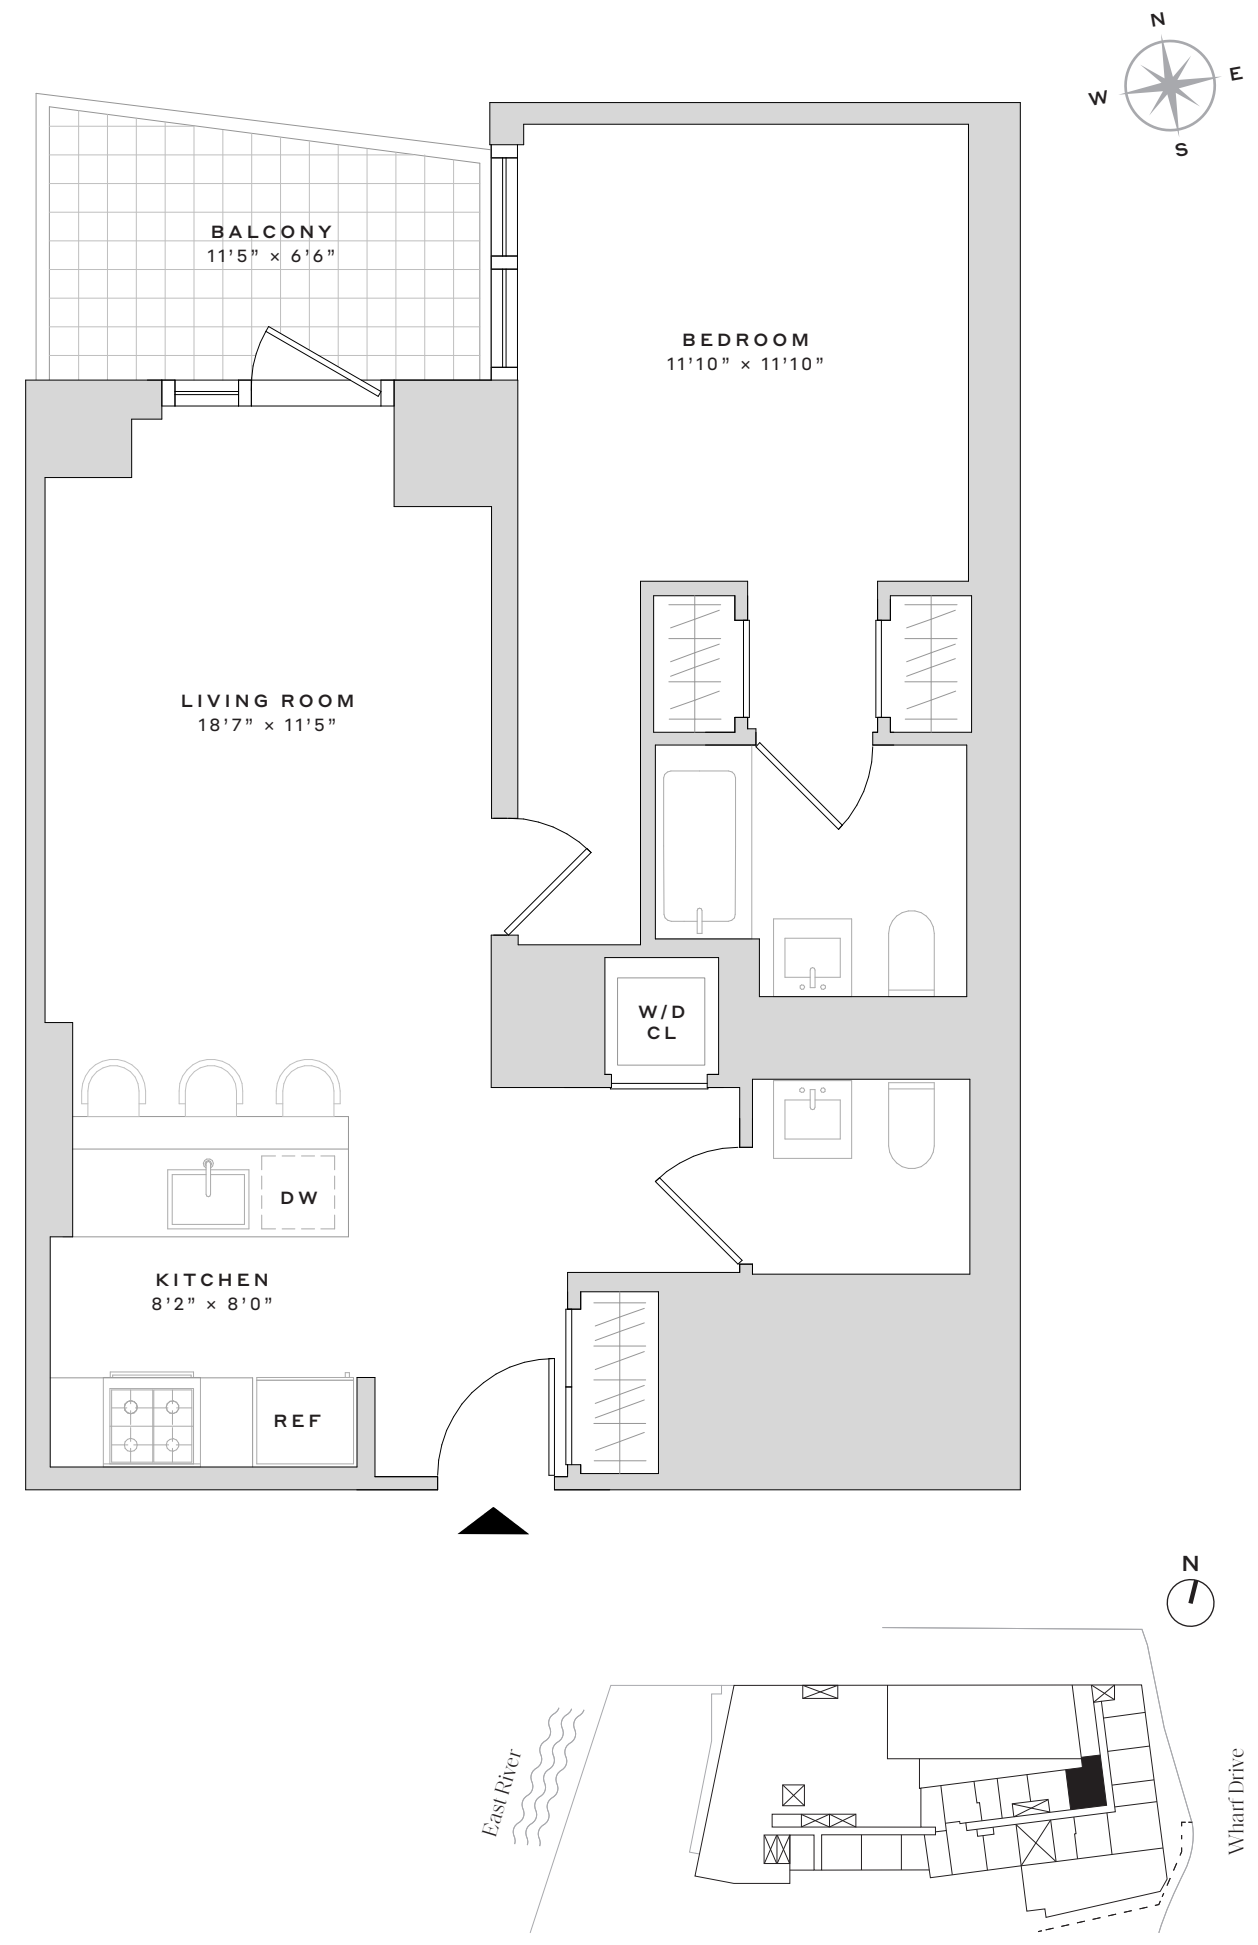 N
E
W
S
BALCONY
11’5” × 6’6”
BEDROOM
11’10” × 11’10”
LIVING ROOM
18’7” × 11’5”
W/D
CL
DW
KITCHEN
8’2” × 8’0”
REF
N
East River
Wharf Drive